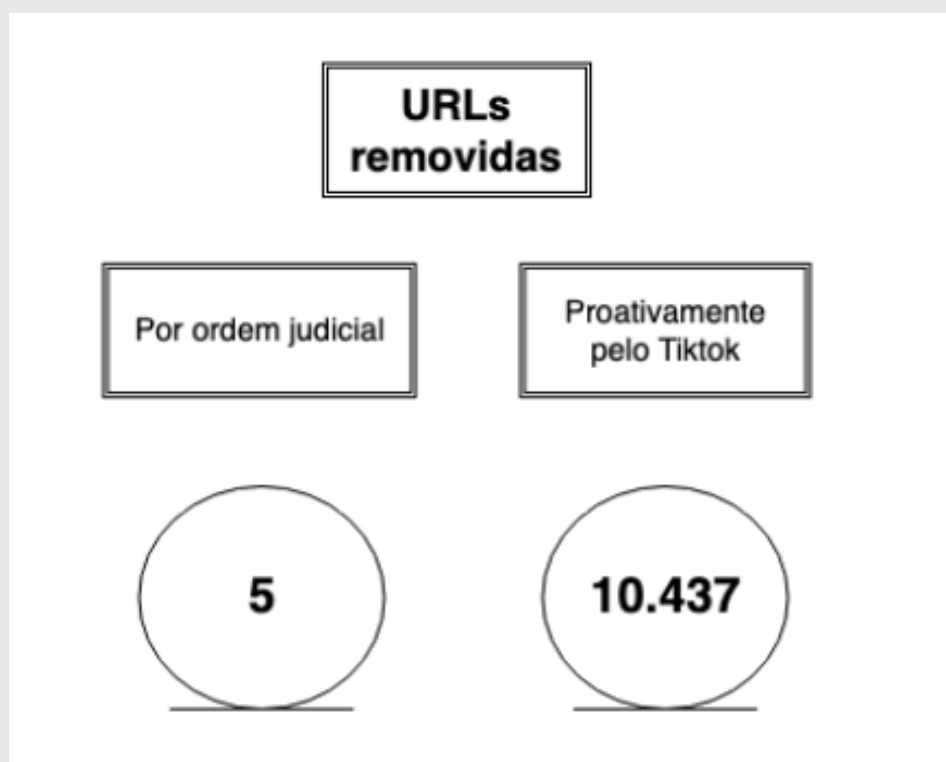 URLs
removidas
Por ordem judicial
Proativamente
pelo Tiktok
5
10.437